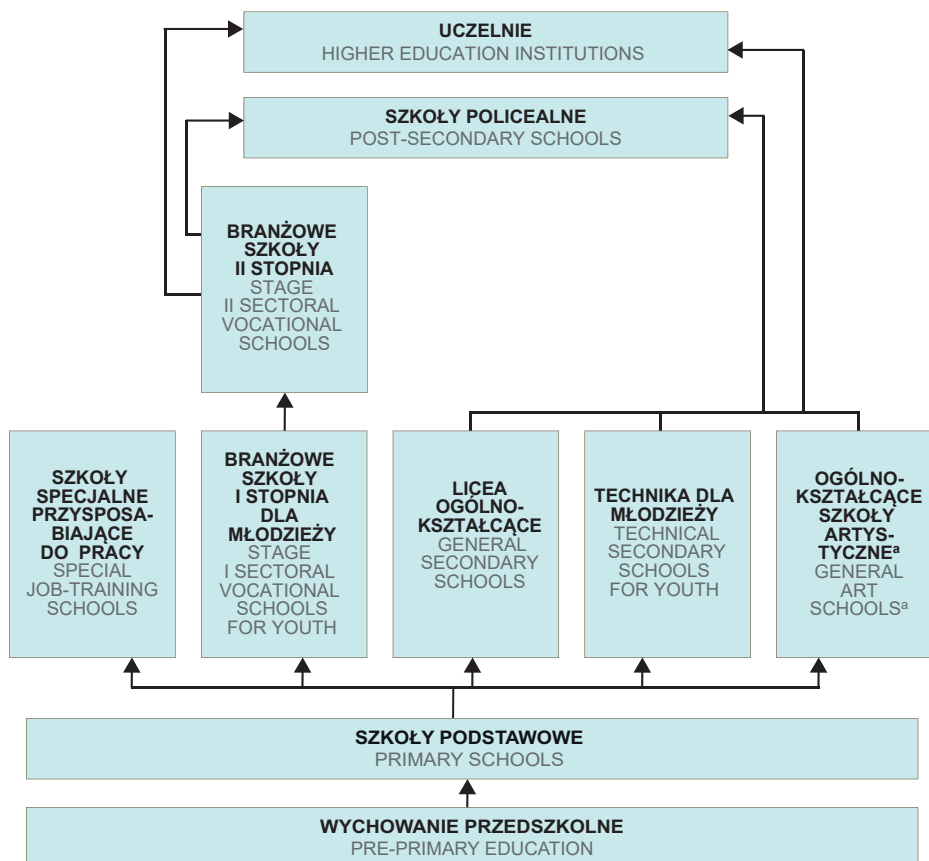 UCZELNIE
HIGHER EDUCATION INSTITUTIONS
SZKOŁY POLICEALNE
POST-SECONDARY SCHOOLS
BRANŻOWE
SZKOŁY
II STOPNIA
STAGE
II SECTORAL
VOCATIONAL
SCHOOLS
SZKOŁY
SPECJALNE
PRZYSPOSA-
BIAJĄCE
DO PRACY
SPECIAL
JOB-TRAINING
SCHOOLS
BRANŻOWE
SZKOŁY
I STOPNIA
DLA
MŁODZIEŻY
STAGE
I SECTORAL
VOCATIONAL
SCHOOLS
FOR YOUTH
LICEA
OGÓLNO-
KSZTAŁCĄCE
GENERAL
SECONDARY
SCHOOLS
TECHNIKA DLA
MŁODZIEŻY
TECHNICAL
SECONDARY
SCHOOLS
FOR YOUTH
OGÓLNO-
KSZTAŁCĄCE
SZKOŁY
ARTYS-
TYCZNEᵃ
GENERAL
ART
SCHOOLSᵃ
SZKOŁY PODSTAWOWE
PRIMARY SCHOOLS
WYCHOWANIE PRZEDSZKOLNE
PRE-PRIMARY EDUCATION